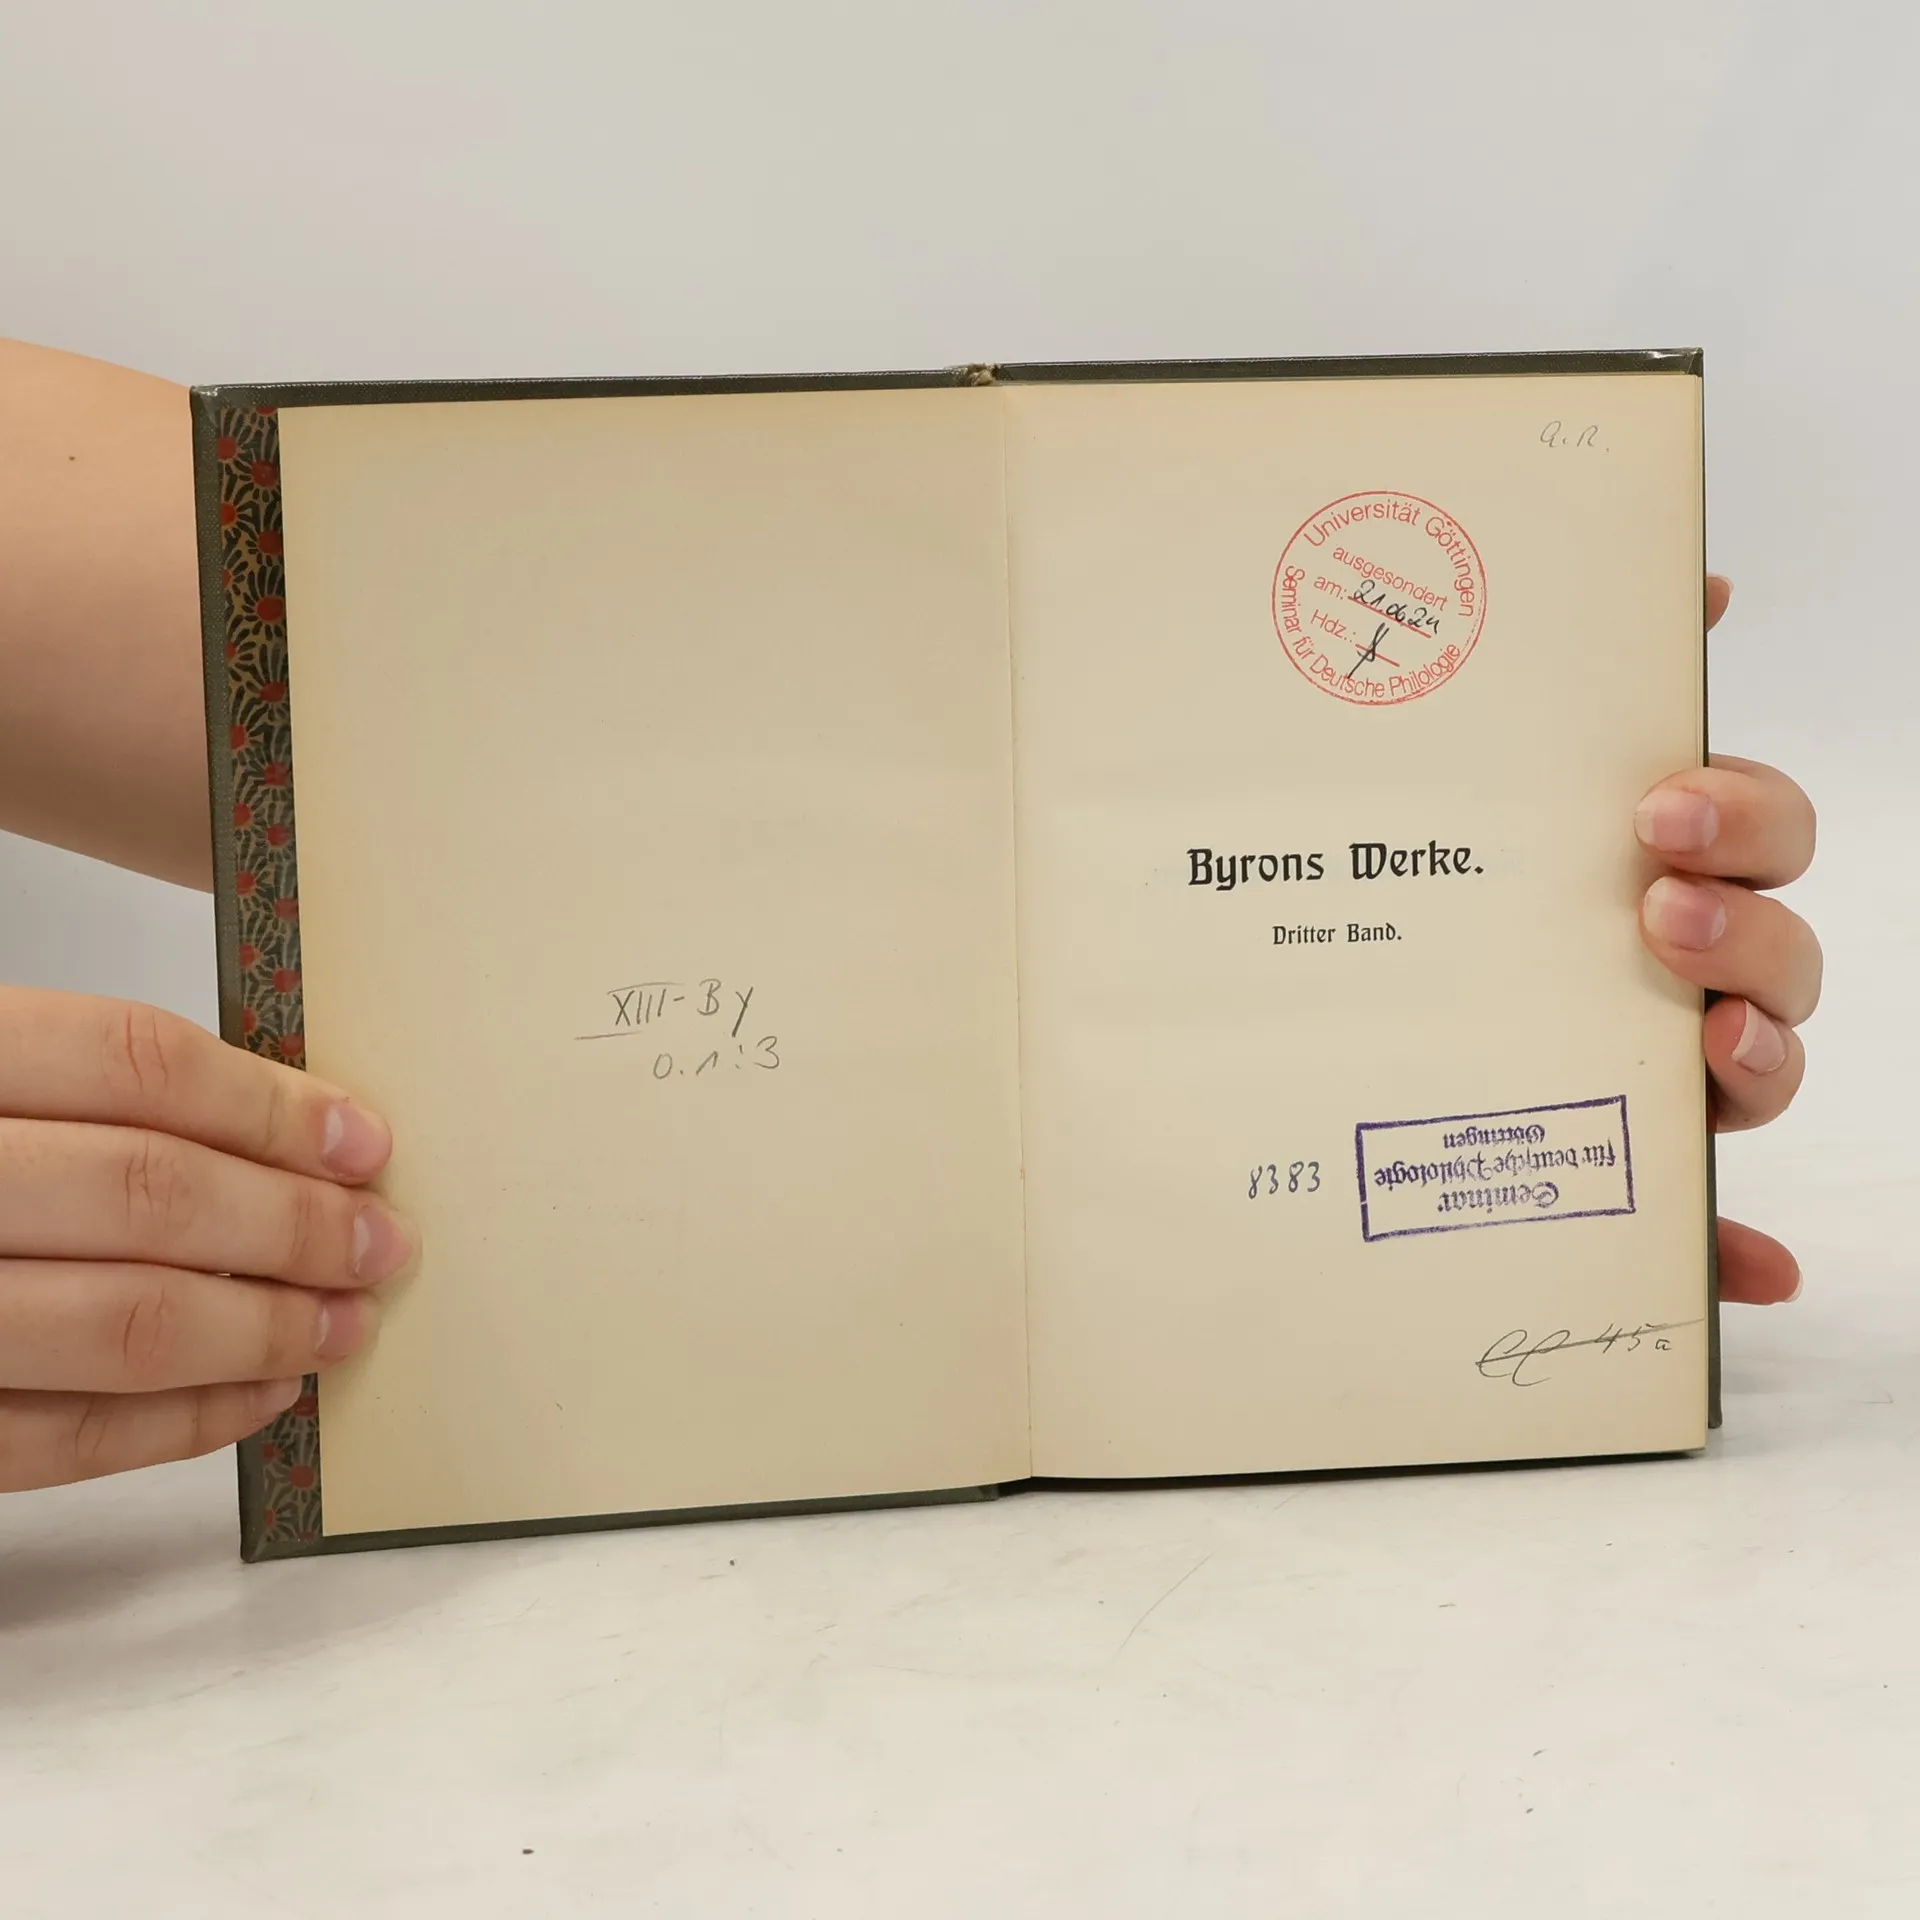 XIII-By
0.1:3
a. R.
Universität Göttingen
ausgesondert
am: 21.06.24
Hdz.:
Seminar für Deutsche Philologie
Byrons Werke.
Dritter Band.
8383
Seminar
für deutsche Philologie
Göttingen
45a